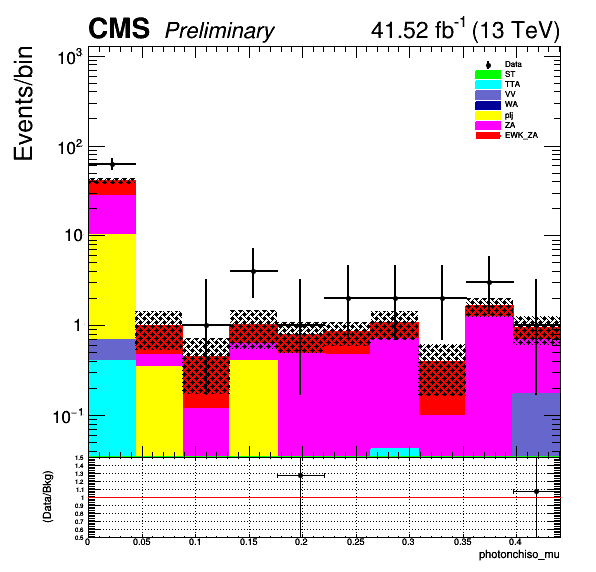 CMS Preliminary 41.52 fb⁻¹ (13 TeV)
Events/bin
10³
10²
10
1
10⁻¹
Data
ST
TTA
VV
WA
plj
ZA
EWK_ZA
(Data/Bkg)
1.5
1.4
1.3
1.2
1.1
1
0.9
0.8
0.7
0.6
0.5
0 0.05 0.1 0.15 0.2 0.25 0.3 0.35 0.4
photonchiso_mu